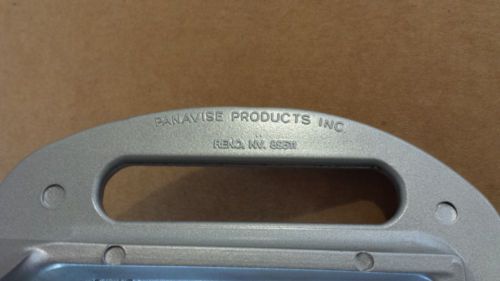 PANAVISE PRODUCTS INC.
RENO, NV. 89511